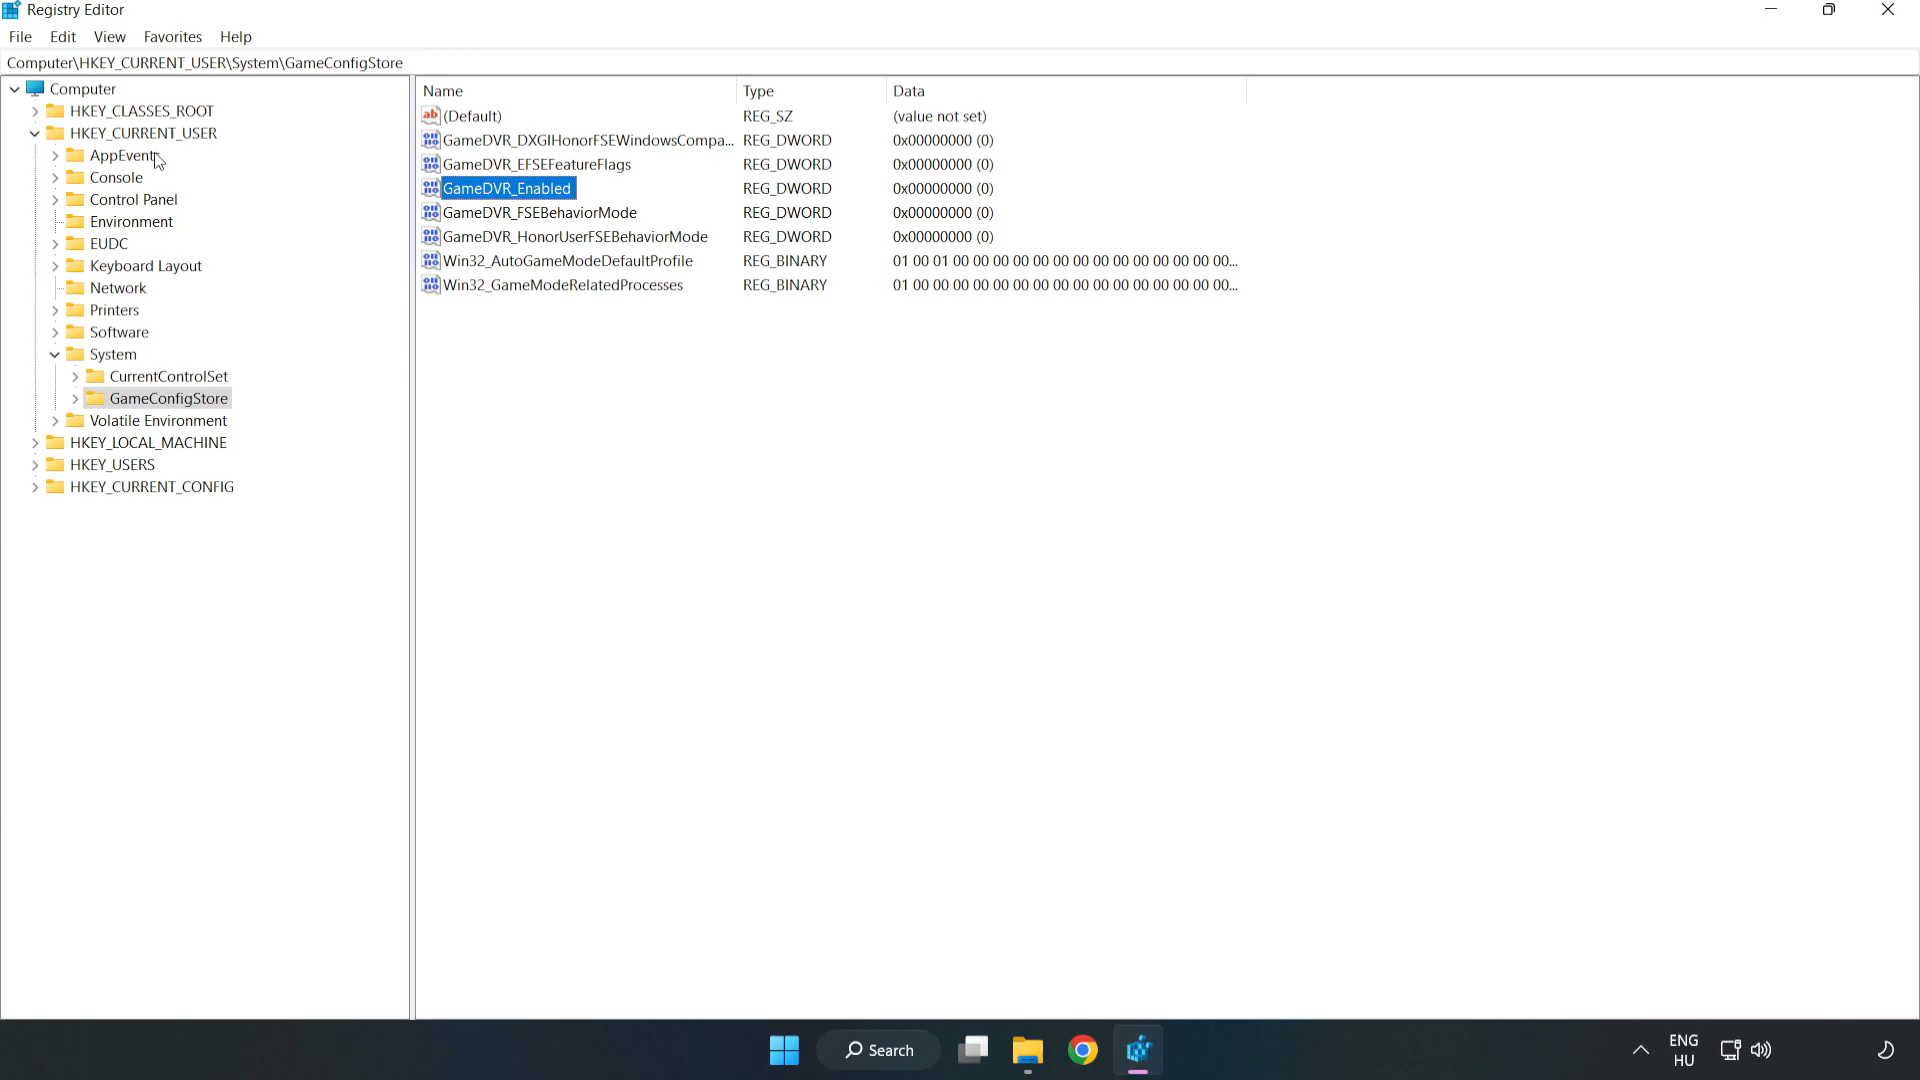 Registry Editor
File Edit View Favorites Help
Computer\HKEY_CURRENT_USER\System\GameConfigStore
Computer
HKEY_CLASSES_ROOT
HKEY_CURRENT_USER
AppEvents
Console
Control Panel
Environment
EUDC
Keyboard Layout
Network
Printers
Software
System
CurrentControlSet
GameConfigStore
Volatile Environment
HKEY_LOCAL_MACHINE
HKEY_USERS
HKEY_CURRENT_CONFIG
Name Type Data
(Default) REG_SZ (value not set)
GameDVR_DXGIHonorFSEWindowsCompa... REG_DWORD 0x00000000 (0)
GameDVR_EFSEFeatureFlags REG_DWORD 0x00000000 (0)
GameDVR_Enabled REG_DWORD 0x00000000 (0)
GameDVR_FSEBehaviorMode REG_DWORD 0x00000000 (0)
GameDVR_HonorUserFSEBehaviorMode REG_DWORD 0x00000000 (0)
Win32_AutoGameModeDefaultProfile REG_BINARY 01 00 01 00 00 00 00 00 00 00 00 00 00 00 00 00 00...
Win32_GameModeRelatedProcesses REG_BINARY 01 00 00 00 00 00 00 00 00 00 00 00 00 00 00 00 00...
Search
ENG
HU